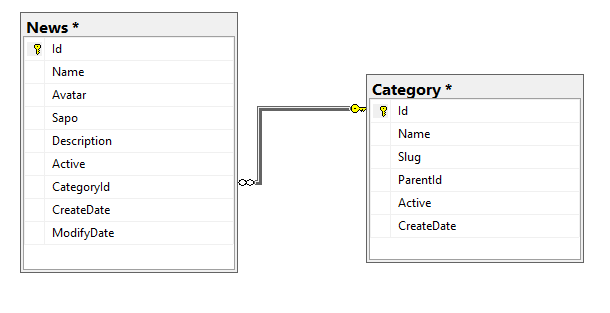 News *
Id
Name
Avatar
Sapo
Description
Active
CategoryId
CreateDate
ModifyDate
Category *
Id
Name
Slug
ParentId
Active
CreateDate